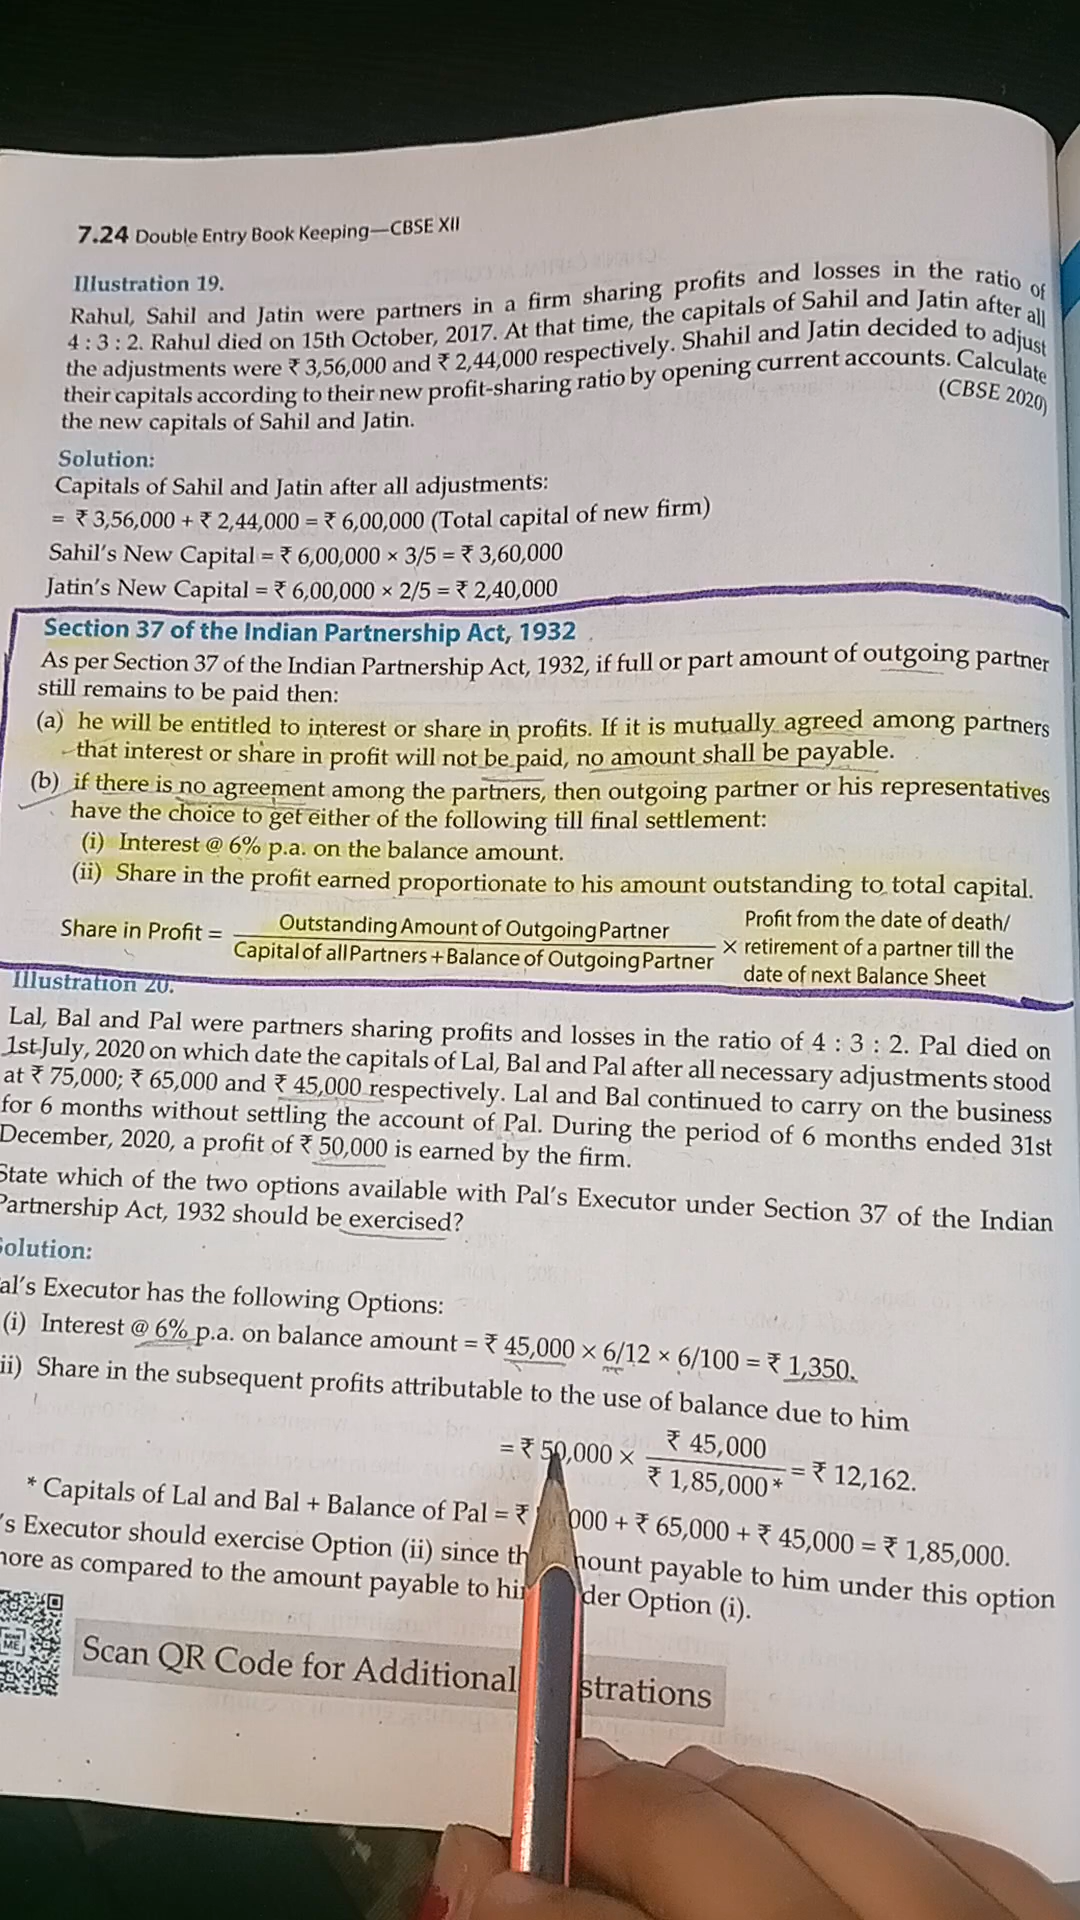 7.24 Double Entry Book Keeping—CBSE XII
Illustration 19.
Rahul, Sahil and Jatin were partners in a firm sharing profits and losses in the ratio of
4 : 3 : 2. Rahul died on 15th October, 2017. At that time, the capitals of Sahil and Jatin after all
the adjustments were ₹ 3,56,000 and ₹ 2,44,000 respectively. Shahil and Jatin decided to adjust
their capitals according to their new profit-sharing ratio by opening current accounts. Calculate
the new capitals of Sahil and Jatin. (CBSE 2020)
Solution:
Capitals of Sahil and Jatin after all adjustments:
= ₹ 3,56,000 + ₹ 2,44,000 = ₹ 6,00,000 (Total capital of new firm)
Sahil's New Capital = ₹ 6,00,000 × 3/5 = ₹ 3,60,000
Jatin's New Capital = ₹ 6,00,000 × 2/5 = ₹ 2,40,000
Section 37 of the Indian Partnership Act, 1932
As per Section 37 of the Indian Partnership Act, 1932, if full or part amount of outgoing partner
still remains to be paid then:
(a) he will be entitled to interest or share in profits. If it is mutually agreed among partners
that interest or share in profit will not be paid, no amount shall be payable.
(b) if there is no agreement among the partners, then outgoing partner or his representatives
have the choice to get either of the following till final settlement:
(i) Interest @ 6% p.a. on the balance amount.
(ii) Share in the profit earned proportionate to his amount outstanding to total capital.
Share in Profit = Outstanding Amount of Outgoing Partner / Capital of all Partners + Balance of Outgoing Partner × Profit from the date of death/
retirement of a partner till the
date of next Balance Sheet
Illustration 20.
Lal, Bal and Pal were partners sharing profits and losses in the ratio of 4 : 3 : 2. Pal died on
1st July, 2020 on which date the capitals of Lal, Bal and Pal after all necessary adjustments stood
at ₹ 75,000; ₹ 65,000 and ₹ 45,000 respectively. Lal and Bal continued to carry on the business
for 6 months without settling the account of Pal. During the period of 6 months ended 31st
December, 2020, a profit of ₹ 50,000 is earned by the firm.
State which of the two options available with Pal's Executor under Section 37 of the Indian
Partnership Act, 1932 should be exercised?
Solution:
al's Executor has the following Options:
(i) Interest @ 6% p.a. on balance amount = ₹ 45,000 × 6/12 × 6/100 = ₹ 1,350.
ii) Share in the subsequent profits attributable to the use of balance due to him
= ₹ 50,000 × ₹ 45,000 / ₹ 1,85,000* = ₹ 12,162.
* Capitals of Lal and Bal + Balance of Pal = ₹ 000 + ₹ 65,000 + ₹ 45,000 = ₹ 1,85,000.
's Executor should exercise Option (ii) since th nount payable to him under this option
nore as compared to the amount payable to hi der Option (i).
Scan QR Code for Additional strations